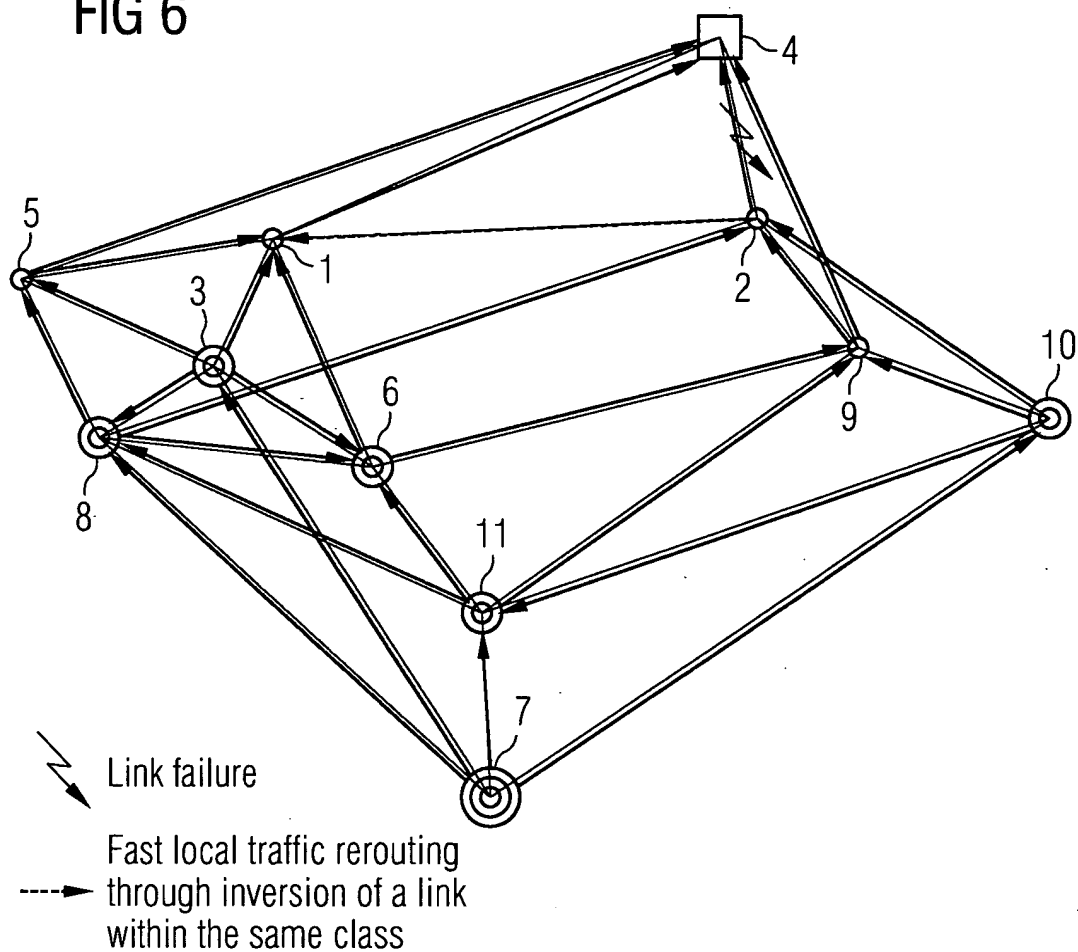 FIG 6
4
5
1
2
3
10
6
9
8
11
7
Link failure
Fast local traffic rerouting
through inversion of a link
within the same class